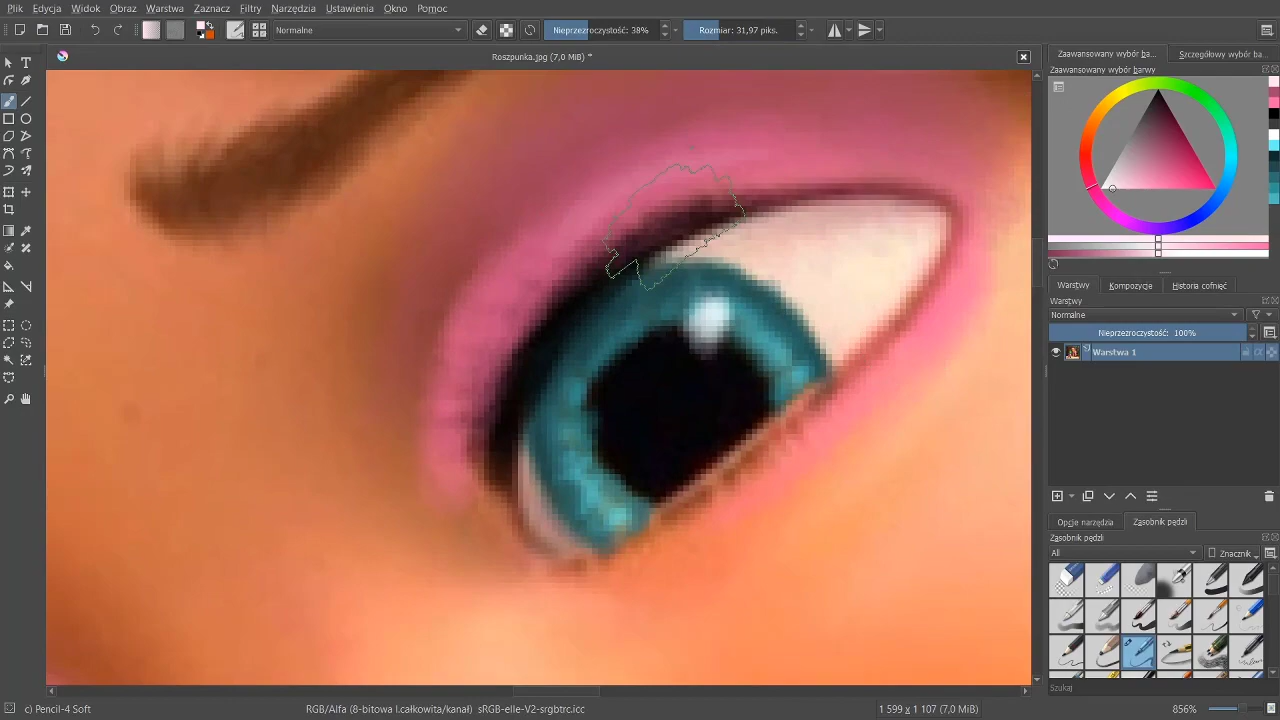 Plik Edycja Widok Obraz Warstwa Zaznacz Filtry Narzędzia Ustawienia Okno Pomoc
Normalne Nieprzezroczystość: 38% Rozmiar: 31,97 piks.
Roszpunka.jpg (7,0 MiB) *
Zaawansowany wybór ba... Szczegółowy wybór ba...
Zaawansowany wybór barwy
Warstwy Kompozycje Historia cofnięć
Warstwy
Normalne
Nieprzezroczystość: 100%
Warstwa 1
Opcje narzędzia Zasobnik pędzli
Zasobnik pędzli
All Znacznik
Szukaj
c) Pencil-4 Soft RGB/Alfa (8-bitowa l.całkowita/kanał) sRGB-elle-V2-srgbtrc.icc 1 599 x 1 107 (7,0 MiB) 856%